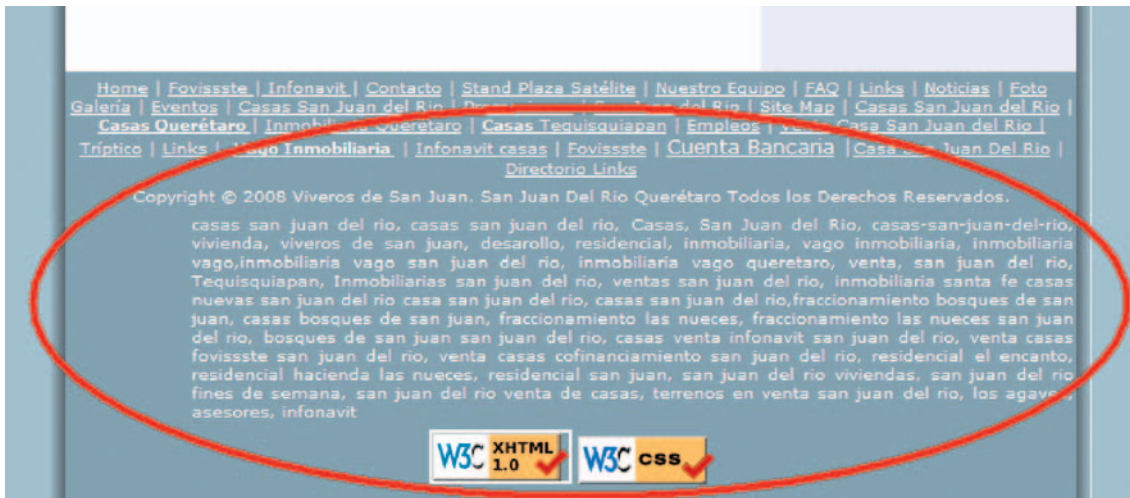 Home | Fovissste | Infonavit | Contacto | Stand Plaza Satélite | Nuestro Equipo | FAQ | Links | Noticias | Foto
Galería | Eventos | Casas San Juan del Rio | | San Juan del Rio | Site Map | Casas San Juan del Rio |
Casas Querétaro | Inmobiliaria Querétaro | Casas Tequisquiapan | Empleos | Venta Casa San Juan del Rio |
Tríptico | Links | Vago Inmobiliaria | Infonavit casas | Fovissste | Cuenta Bancaria | Casa San Juan Del Rio |
Directorio Links
Copyright © 2008 Viveros de San Juan. San Juan Del Rio Querétaro Todos los Derechos Reservados.
casas san juan del rio, casas san juan del rio, Casas, San Juan del Rio, casas-san-juan-del-rio,
vivienda, viveros de san juan, desarollo, residencial, inmobiliaria, vago inmobiliaria, inmobiliaria
vago,inmobiliaria vago san juan del rio, inmobiliaria vago queretaro, venta, san juan del rio,
Tequisquiapan, Inmobiliarias san juan del rio, ventas san juan del rio, inmobiliaria santa fe casas
nuevas san juan del rio casa san juan del rio, casas san juan del rio,fraccionamiento bosques de san
juan, casas bosques de san juan, fraccionamiento las nueces, fraccionamiento las nueces san juan
del rio, bosques de san juan san juan del rio, casas venta infonavit san juan del rio, venta casas
fovissste san juan del rio, venta casas cofinanciamiento san juan del rio, residencial el encanto,
residencial hacienda las nueces, residencial san juan, san juan del rio viviendas, san juan del rio
fines de semana, san juan del rio venta de casas, terrenos en venta san juan del rio, los agaves,
asesores, infonavit
W3C XHTML 1.0 W3C css